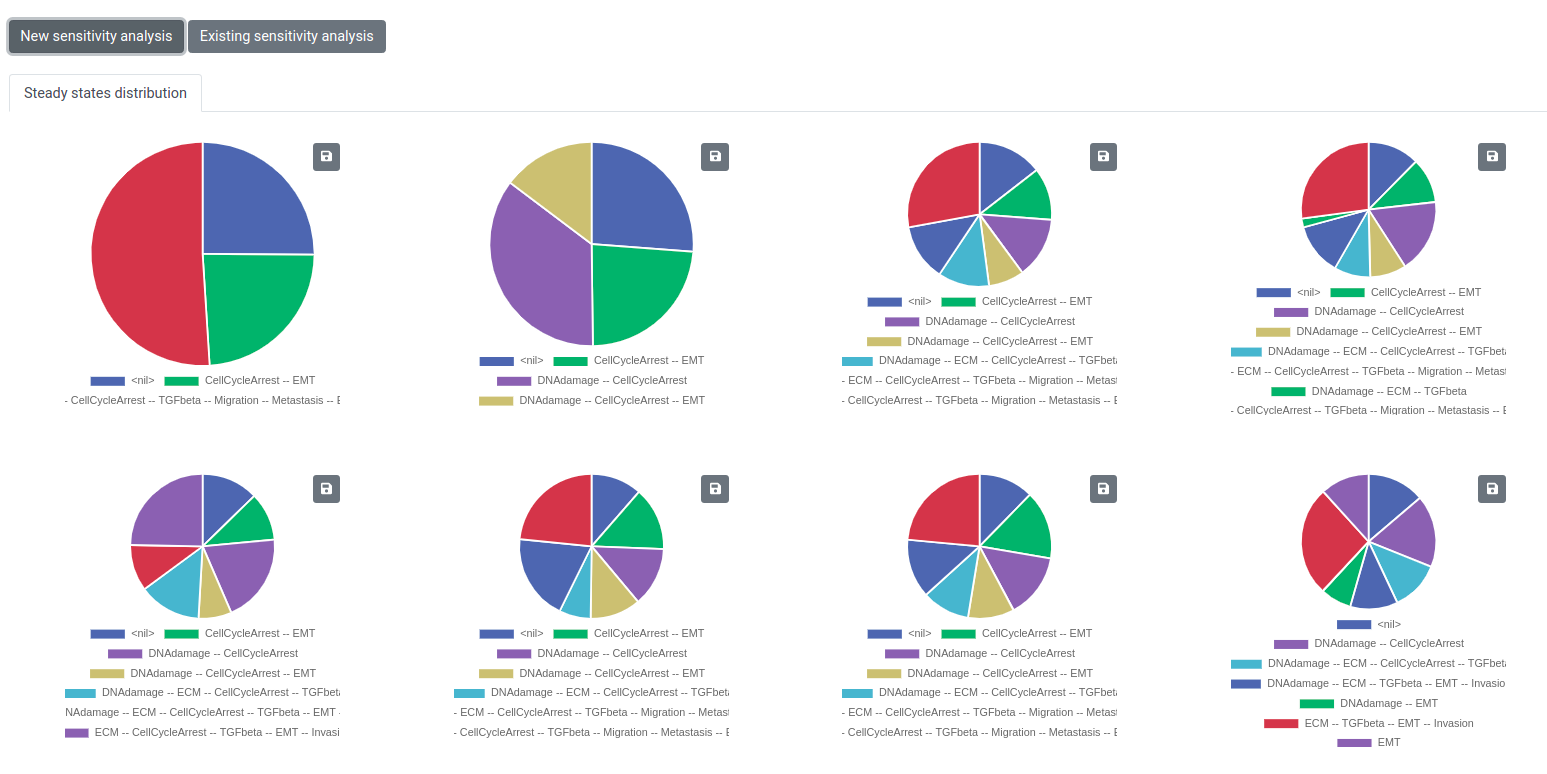 New sensitivity analysis Existing sensitivity analysis
Steady states distribution
<nil> CellCycleArrest -- EMT
- CellCycleArrest -- TGFbeta -- Migration -- Metastasis -- E
<nil> CellCycleArrest -- EMT
DNAdamage -- CellCycleArrest
DNAdamage -- CellCycleArrest -- EMT
<nil> CellCycleArrest -- EMT
DNAdamage -- CellCycleArrest
DNAdamage -- CellCycleArrest -- EMT
DNAdamage -- ECM -- CellCycleArrest -- TGFbeta
- ECM -- CellCycleArrest -- TGFbeta -- Migration -- Metast
- CellCycleArrest -- TGFbeta -- Migration -- Metastasis -- E
<nil> CellCycleArrest -- EMT
DNAdamage -- CellCycleArrest
DNAdamage -- CellCycleArrest -- EMT
DNAdamage -- ECM -- CellCycleArrest -- TGFbeta
- ECM -- CellCycleArrest -- TGFbeta -- Migration -- Metast
DNAdamage -- ECM -- TGFbeta
- CellCycleArrest -- TGFbeta -- Migration -- Metastasis -- E
<nil> CellCycleArrest -- EMT
DNAdamage -- CellCycleArrest
DNAdamage -- CellCycleArrest -- EMT
DNAdamage -- ECM -- CellCycleArrest -- TGFbeta
NAdamage -- ECM -- CellCycleArrest -- TGFbeta -- EMT -
ECM -- CellCycleArrest -- TGFbeta -- EMT -- Invasi
<nil> CellCycleArrest -- EMT
DNAdamage -- CellCycleArrest
DNAdamage -- CellCycleArrest -- EMT
DNAdamage -- ECM -- CellCycleArrest -- TGFbeta
- ECM -- CellCycleArrest -- TGFbeta -- Migration -- Metast
- CellCycleArrest -- TGFbeta -- Migration -- Metastasis -- E
<nil> CellCycleArrest -- EMT
DNAdamage -- CellCycleArrest
DNAdamage -- CellCycleArrest -- EMT
DNAdamage -- ECM -- CellCycleArrest -- TGFbeta
- ECM -- CellCycleArrest -- TGFbeta -- Migration -- Metast
- CellCycleArrest -- TGFbeta -- Migration -- Metastasis -- E
<nil>
DNAdamage -- CellCycleArrest
DNAdamage -- ECM -- CellCycleArrest -- TGFbeta
DNAdamage -- ECM -- TGFbeta -- EMT -- Invasio
DNAdamage -- EMT
ECM -- TGFbeta -- EMT -- Invasion
EMT